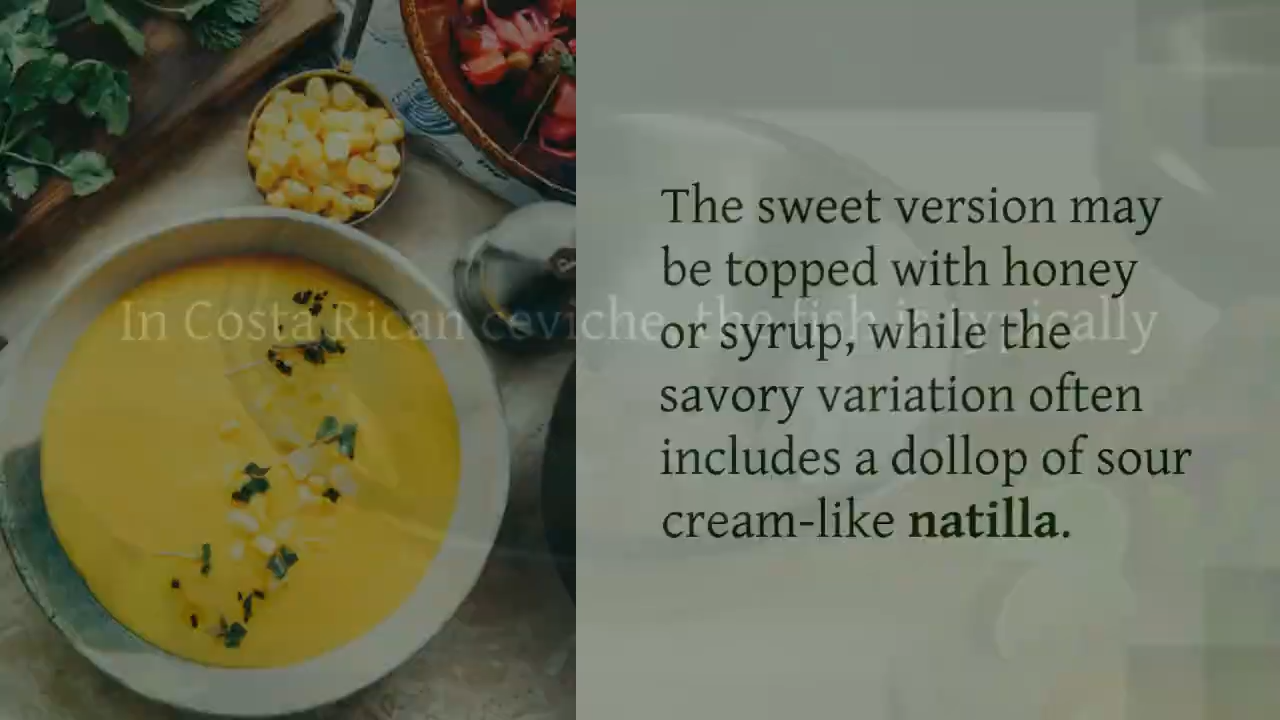 The sweet version may
be topped with honey
In Costa Rican ceviche, the fish is typically
or syrup, while the
savory variation often
includes a dollop of sour
cream-like natilla.